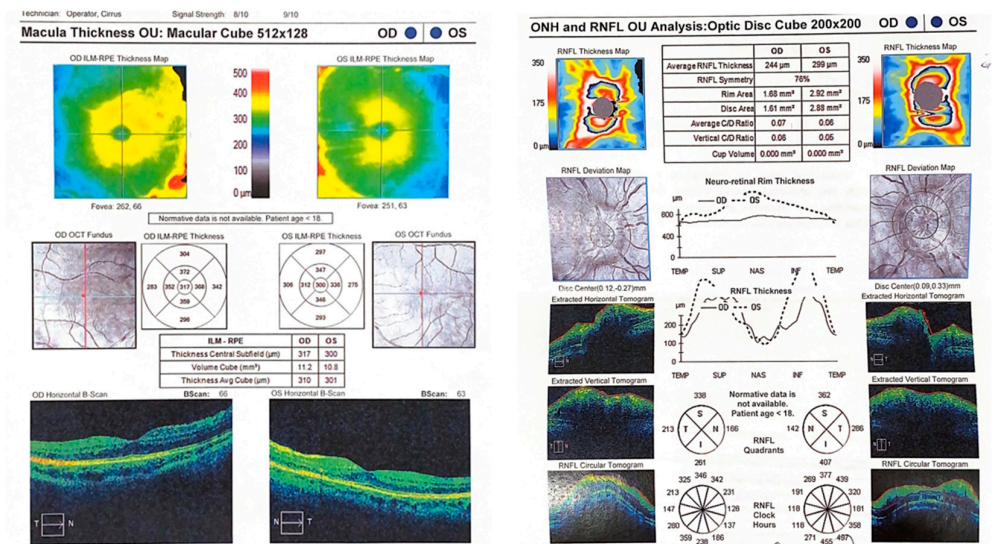 Technician: Operator, Cirrus Signal Strength: 8/10 9/10
Macula Thickness OU: Macular Cube 512x128 OD OS
OD ILM-RPE Thickness Map
OS ILM-RPE Thickness Map
500
400
300
200
100
0 µm
Fovea: 262, 66
Fovea: 251, 63
Normative data is not available. Patient age < 18.
OD OCT Fundus
OD ILM-RPE Thickness
OS ILM-RPE Thickness
OS OCT Fundus
304
372
283 352 317 368 342
359
296
297
347
306 312 300 338 275
346
293
ILM - RPE OD OS
Thickness Central Subfield (µm) 317 300
Volume Cube (mm³) 11.2 10.8
Thickness Avg Cube (µm) 310 301
OD Horizontal B-Scan BScan: 66
OS Horizontal B-Scan BScan: 63
T N
N T
ONH and RNFL OU Analysis:Optic Disc Cube 200x200 OD OS
RNFL Thickness Map
350
175
0 µm
OD OS
Average RNFL Thickness 244 µm 299 µm
RNFL Symmetry 76%
Rim Area 1.68 mm² 2.92 mm²
Disc Area 1.61 mm² 2.88 mm²
Average C/D Ratio 0.07 0.06
Vertical C/D Ratio 0.06 0.05
Cup Volume 0.000 mm³ 0.000 mm³
RNFL Thickness Map
350
175
0 µm
RNFL Deviation Map
Neuro-retinal Rim Thickness
µm OD OS
800
400
0
TEMP SUP NAS INF TEMP
RNFL Deviation Map
Disc Center(0.12,-0.27)mm
Disc Center(0.09,0.33)mm
Extracted Horizontal Tomogram
RNFL Thickness
µm OD OS
200
100
0
TEMP SUP NAS INF TEMP
Extracted Horizontal Tomogram
T N
N T
Extracted Vertical Tomogram
Extracted Vertical Tomogram
338
213 S T N I 166
261
Normative data is
not available.
Patient age < 18.
RNFL
Quadrants
362
142 S N T I 286
407
RNFL Circular Tomogram
RNFL Circular Tomogram
325 346 342
213 231
147 126
280 137
359 238 186
RNFL
Clock
Hours
269 377 439
191 320
118 181
118 358
271 455 497